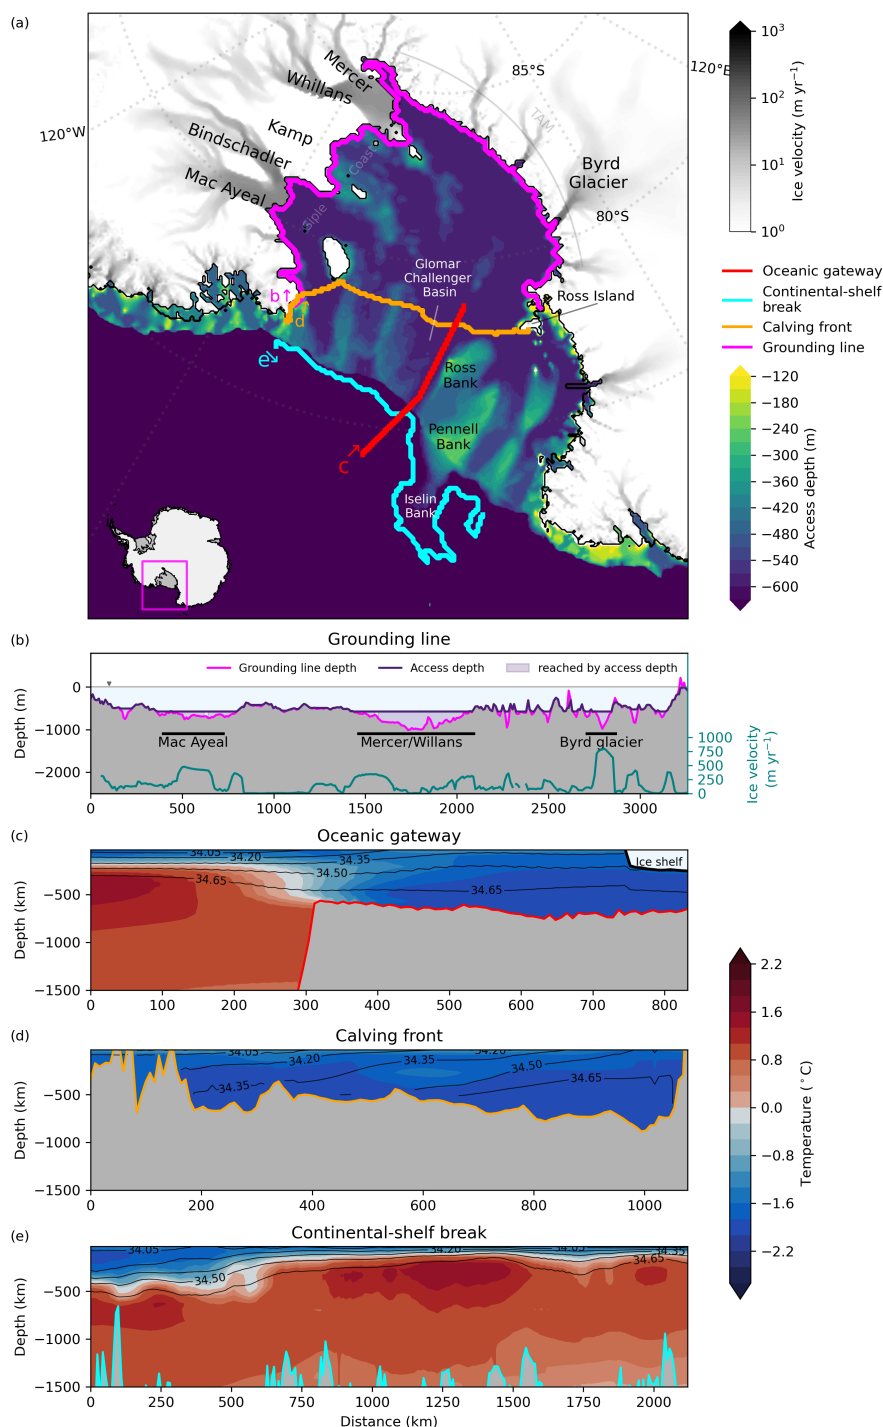 (a)
Mercer
Whillans
Kamp
Bindschadler
Mac Ayeal
Siple
Coast
TAM
85°S
120°E
120°W
Byrd
Glacier
80°S
Glomar
Challenger
Basin
Ross Island
b↑
d
e↘
Ross
Bank
Pennell
Bank
c↗
Iselin
Bank
10³
10²
10¹
10⁰
Ice velocity (m yr⁻¹)
Oceanic gateway
Continental-shelf
break
Calving front
Grounding line
−120
−180
−240
−300
−360
−420
−480
−540
−600
Access depth (m)
(b)
Grounding line
Grounding line depth
Access depth
reached by access depth
Depth (m)
0
−1000
−2000
Mac Ayeal
Mercer/Willans
Byrd glacier
1000
750
500
250
0
Ice velocity
(m yr⁻¹)
0 500 1000 1500 2000 2500 3000
(c)
Oceanic gateway
34.05
34.20
34.35
34.50
34.65
34.65
Ice shelf
Depth (km)
−500
−1000
−1500
0 100 200 300 400 500 600 700 800
(d)
Calving front
34.05
34.20
34.35
34.20
34.50
34.35
34.65
Depth (km)
−500
−1000
−1500
0 200 400 600 800 1000
(e)
Continental-shelf break
34.05
34.20
34.05
34.35
34.50
34.65
Depth (km)
−500
−1000
−1500
0 250 500 750 1000 1250 1500 1750 2000
Distance (km)
2.2
1.6
0.8
0.0
−0.8
−1.6
−2.2
Temperature (°C)